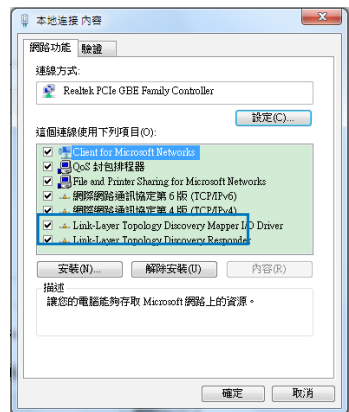 本地连接 內容
網路功能 驗證
連線方式:
Realtek PCIe GBE Family Controller
設定(C)...
這個連線使用下列項目(O):
Client for Microsoft Networks
QoS 封包排程器
File and Printer Sharing for Microsoft Networks
網際網路通訊協定第 6 版 (TCP/IPv6)
網際網路通訊協定第 4 版 (TCP/IPv4)
Link-Layer Topology Discovery Mapper I/O Driver
Link-Layer Topology Discovery Responder
安裝(N)... 解除安裝(U) 內容(R)
描述
讓您的電腦能夠存取 Microsoft 網路上的資源。
確定 取消